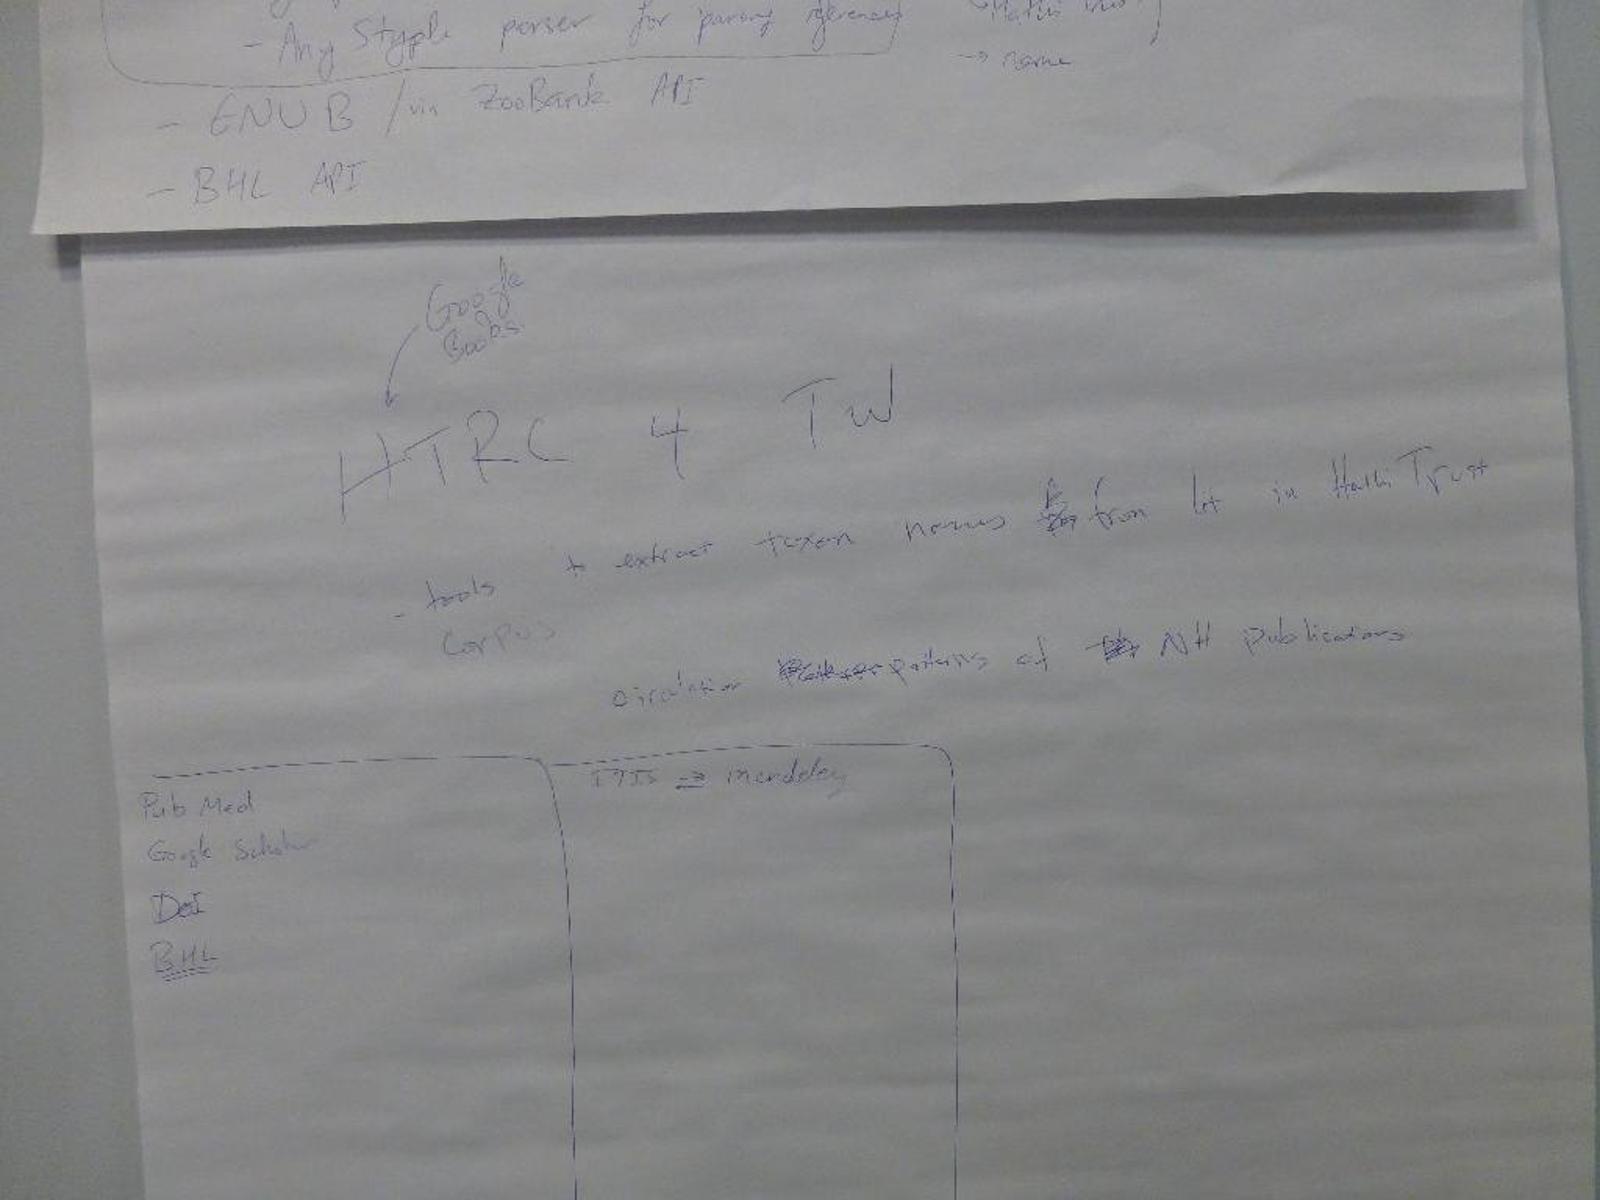 - Any Style parser for parsing references
Hathi
→ name
- GNUB /via ZooBank API
- BHL API
Google
Books
HTRC 4 TW
- tools to extract taxon names from lit in Hathi Trust
corpus
circulation patterns of NH publications
Pub Med
Google Scholar
DOI
BHL
ITIS → mendeley